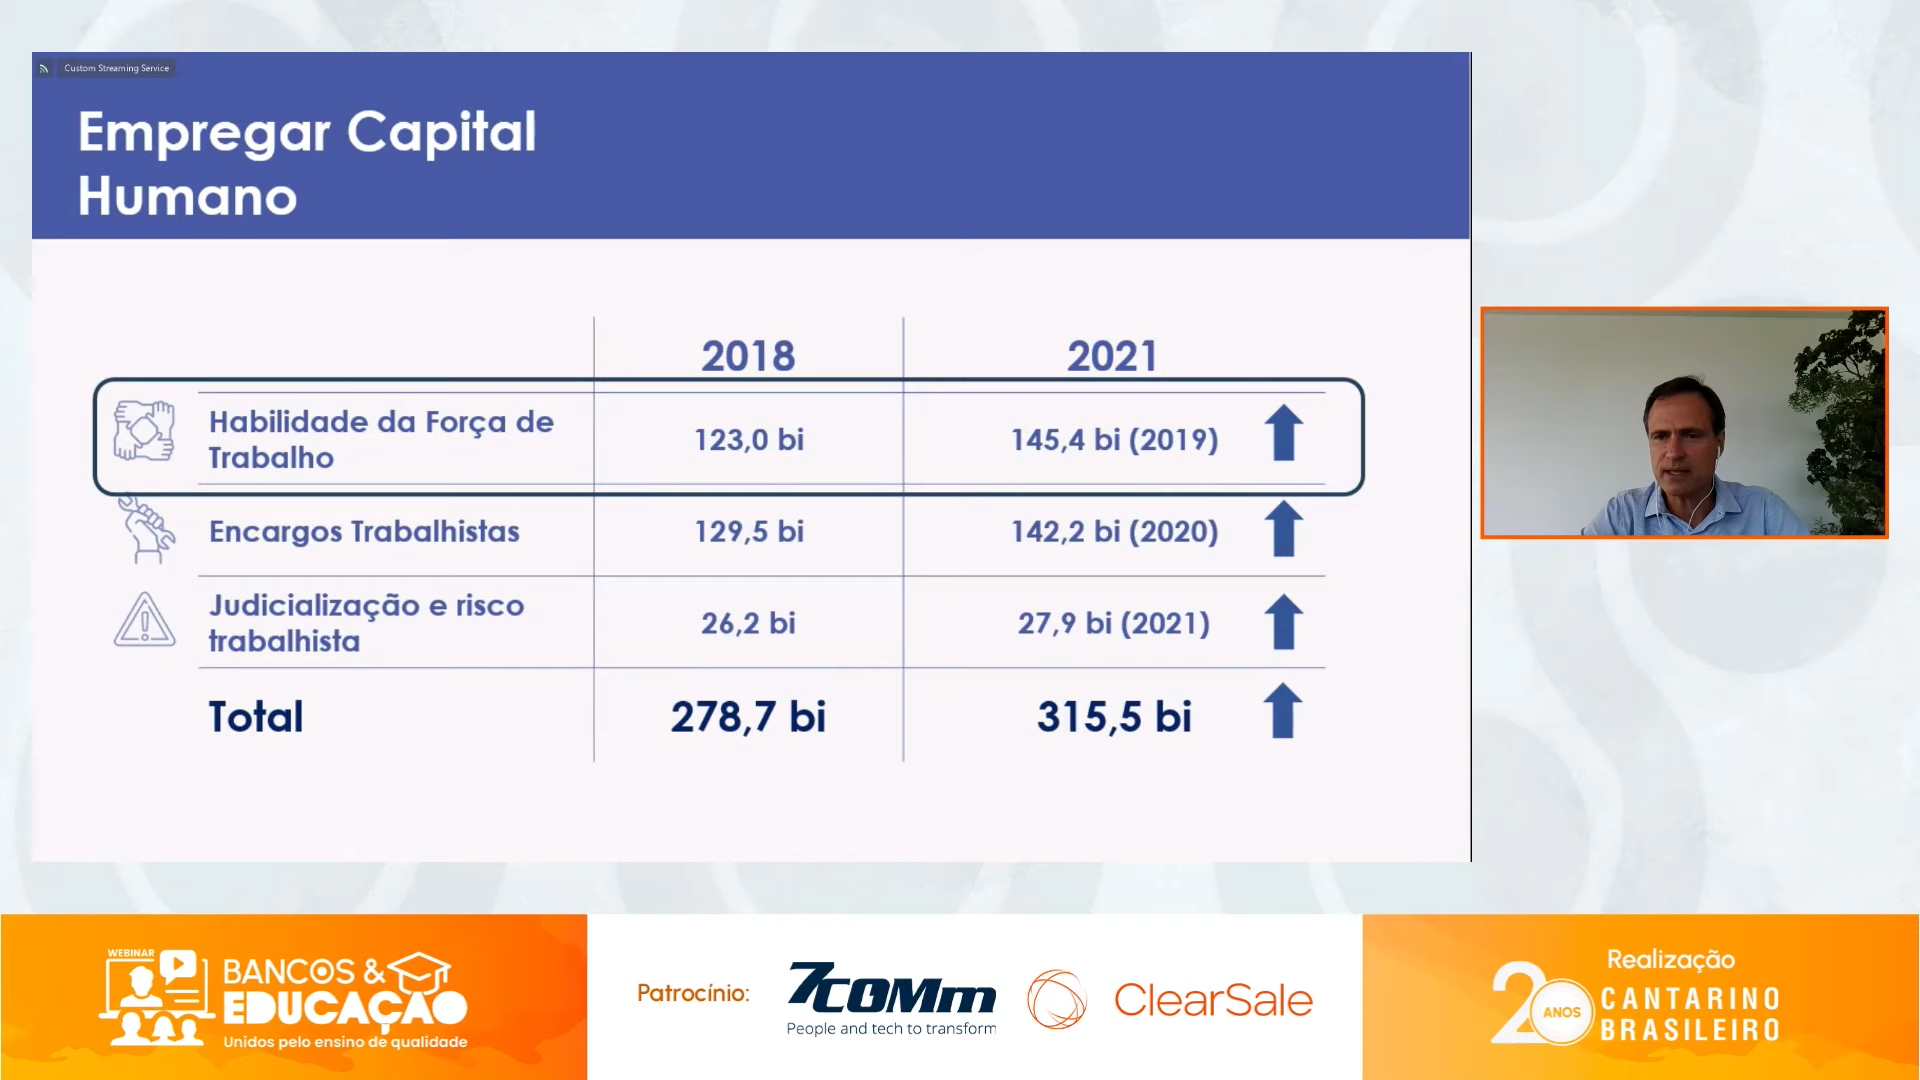 Custom Streaming Service
Empregar Capital
Humano
2018
2021
Habilidade da Força de
Trabalho
123,0 bi
145,4 bi (2019)
Encargos Trabalhistas
129,5 bi
142,2 bi (2020)
Judicialização e risco
trabalhista
26,2 bi
27,9 bi (2021)
Total
278,7 bi
315,5 bi
WEBINAR
BANCOS &
EDUCAÇÃO
Unidos pelo ensino de qualidade
Patrocínio:
7COMm
People and tech to transform
ClearSale
20
ANOS
Realização
CANTARINO
BRASILEIRO